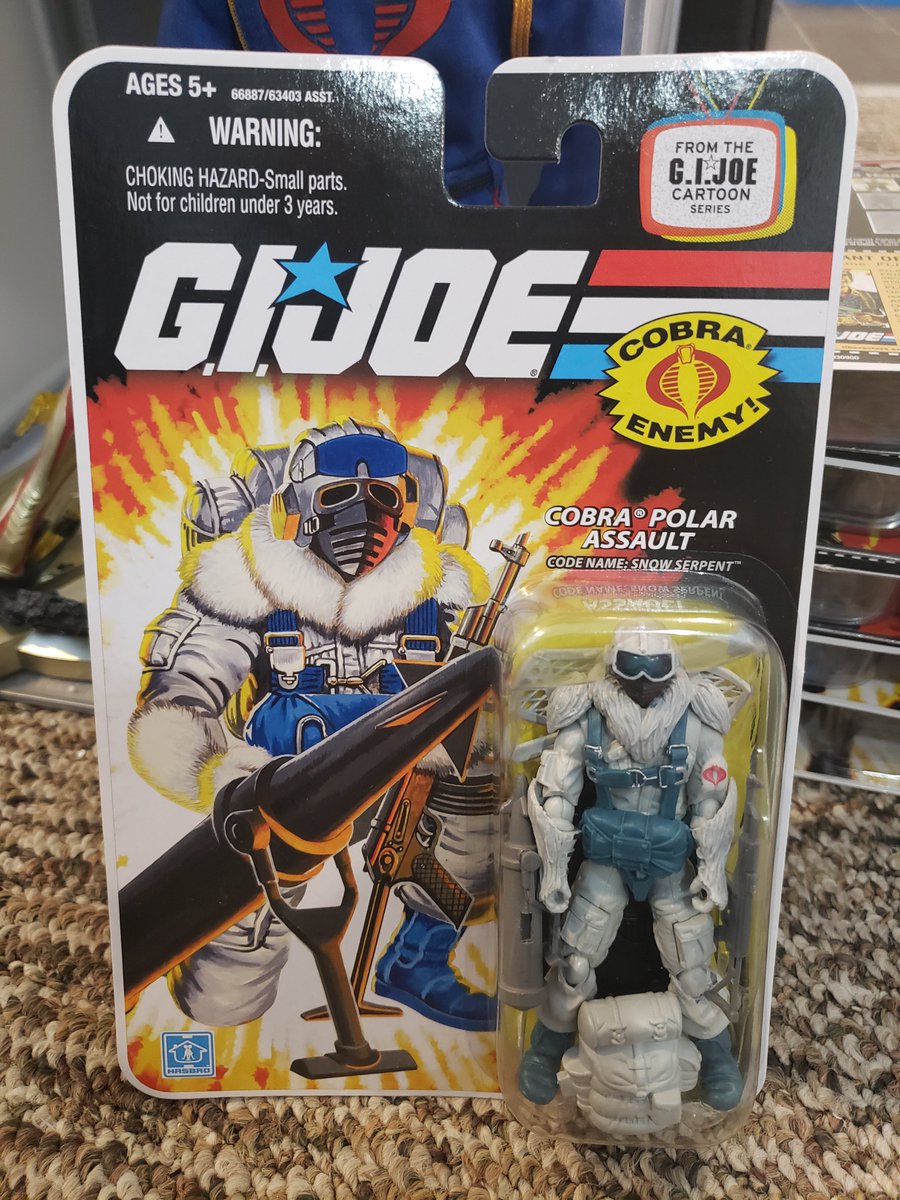 AGES 5+ 66887/63403 ASST.
WARNING:
CHOKING HAZARD-Small parts.
Not for children under 3 years.
FROM THE
G.I.JOE
CARTOON
SERIES
G.I.JOE®
COBRA®
ENEMY!
COBRA® POLAR
ASSAULT
CODE NAME: SNOW SERPENT™
HASBRO